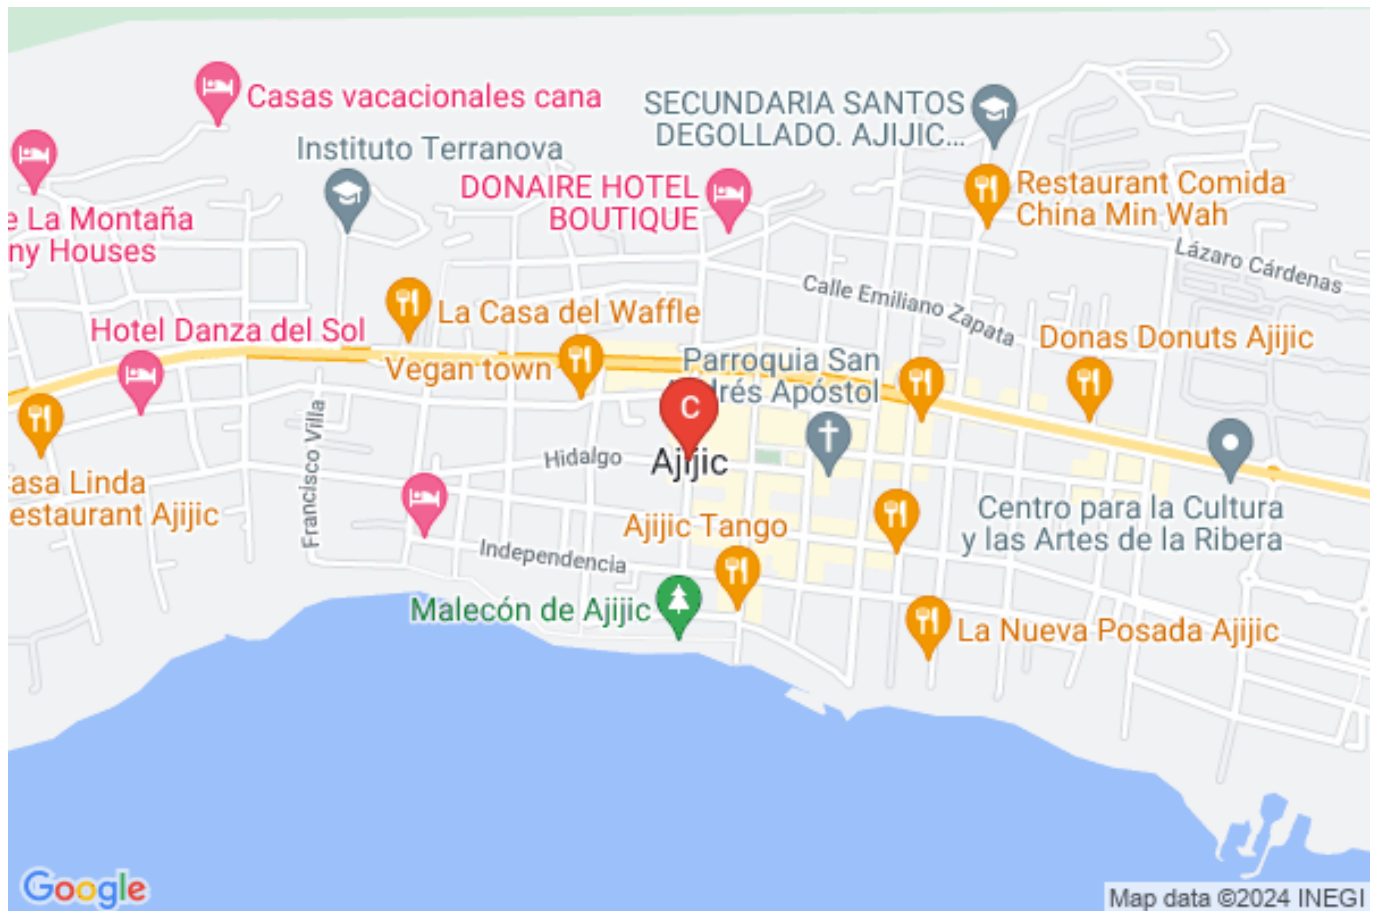 Casas vacacionales cana
SECUNDARIA SANTOS
DEGOLLADO. AJIJIC...
Instituto Terranova
DONAIRE HOTEL
BOUTIQUE
Restaurant Comida
China Min Wah
e La Montaña
ny Houses
Lázaro Cárdenas
Calle Emiliano Zapata
La Casa del Waffle
Hotel Danza del Sol
Donas Donuts Ajijic
Vegan town
Parroquia San
drés Apóstol
C
Francisco Villa
Hidalgo
Ajijic
asa Linda
estaurant Ajijic
Centro para la Cultura
y las Artes de la Ribera
Ajijic Tango
Independencia
Malecón de Ajijic
La Nueva Posada Ajijic
Google
Map data ©2024 INEGI